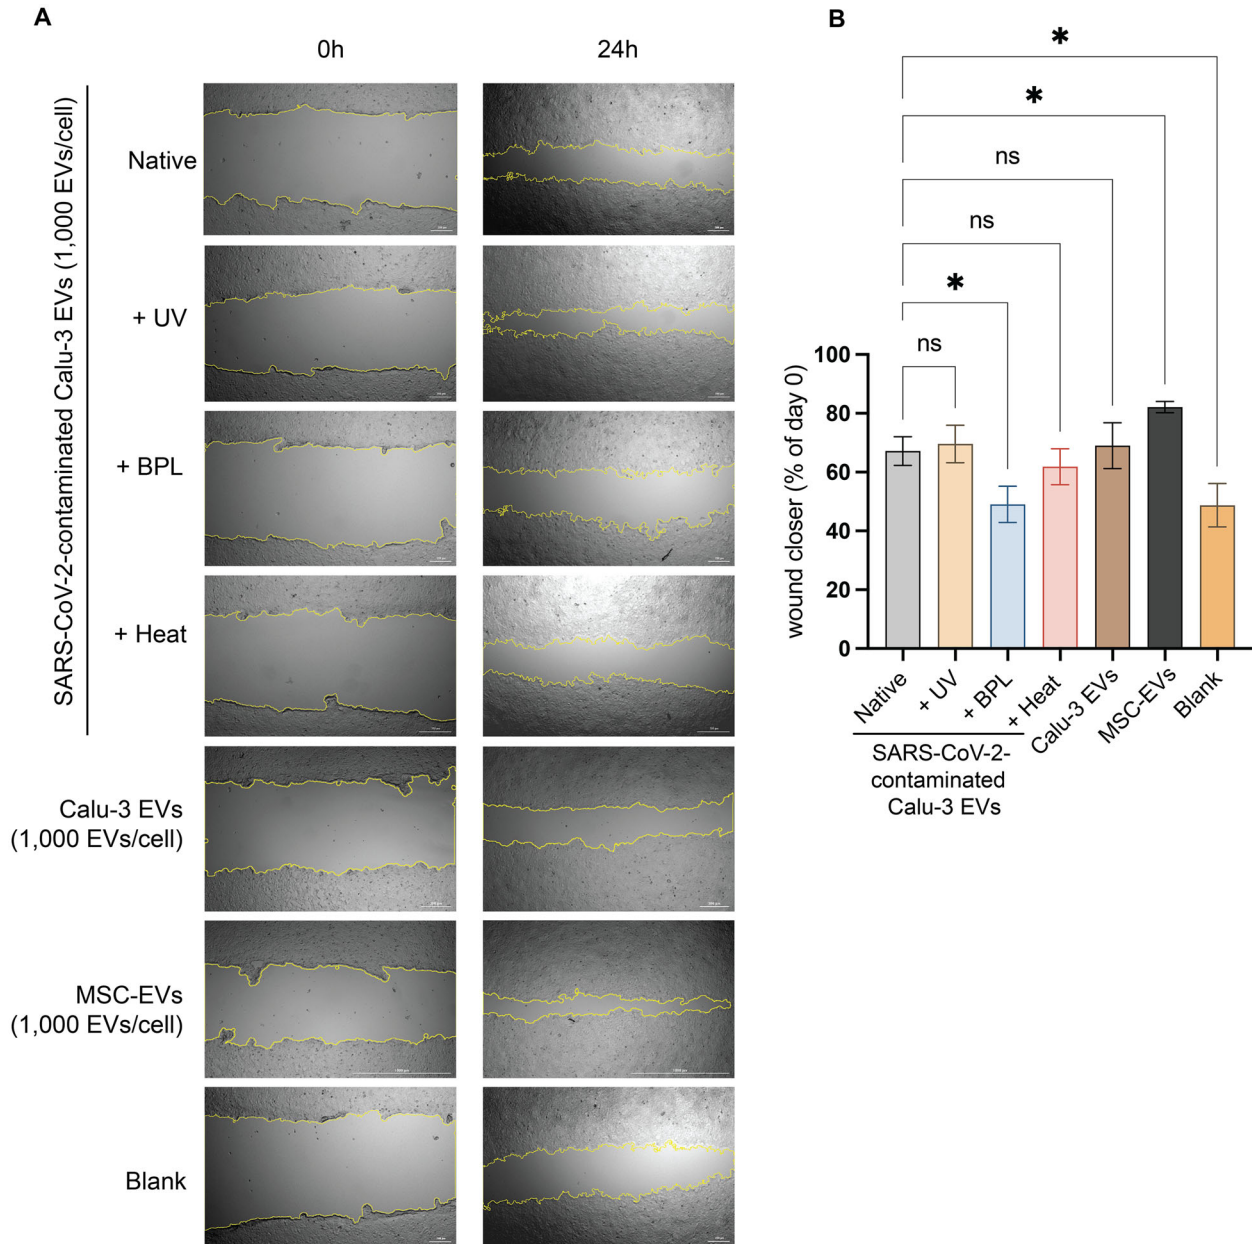 A
0h
24h
SARS-CoV-2-contaminated Calu-3 EVs (1,000 EVs/cell)
Native
+ UV
+ BPL
+ Heat
Calu-3 EVs
(1,000 EVs/cell)
MSC-EVs
(1,000 EVs/cell)
Blank
B
*
*
ns
ns
*
ns
wound closer (% of day 0)
100
80
60
40
20
0
Native
+ UV
+ BPL
+ Heat
Calu-3 EVs
MSC-EVs
Blank
SARS-CoV-2-
contaminated
Calu-3 EVs